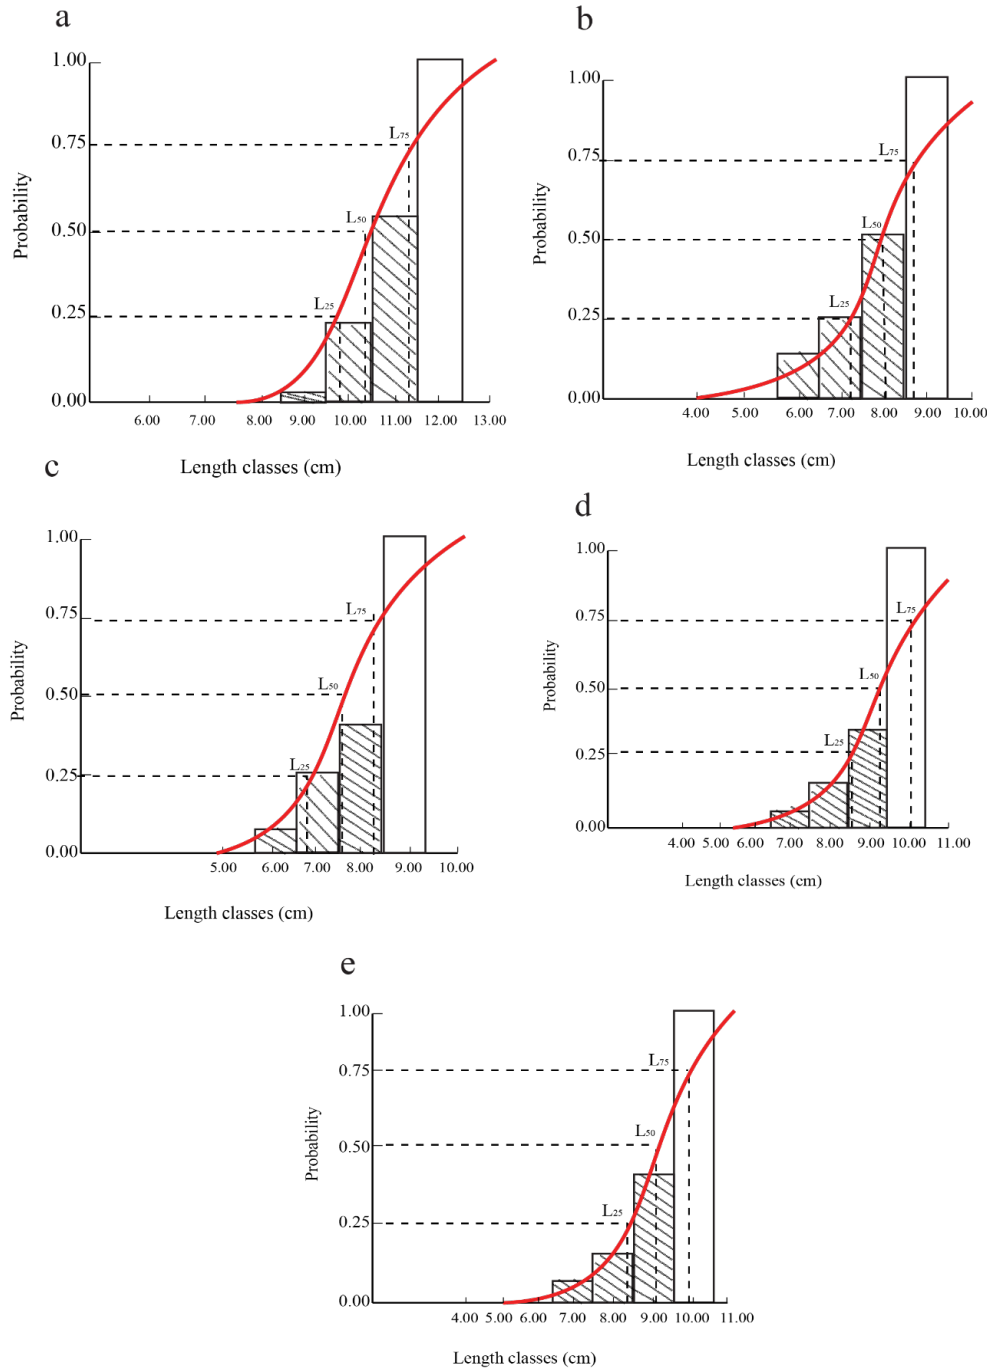 a
1.00
0.75
0.50
0.25
0.00
Probability
L75
L50
L25
6.00 7.00 8.00 9.00 10.00 11.00 12.00 13.00
Length classes (cm)
b
1.00
0.75
0.50
0.25
0.00
Probability
L75
L50
L25
4.00 5.00 6.00 7.00 8.00 9.00 10.00
Length classes (cm)
c
1.00
0.75
0.50
0.25
0.00
Probability
L75
L50
L25
5.00 6.00 7.00 8.00 9.00 10.00
Length classes (cm)
d
1.00
0.75
0.50
0.25
0.00
Probability
L75
L50
L25
4.00 5.00 6.00 7.00 8.00 9.00 10.00 11.00
Length classes (cm)
e
1.00
0.75
0.50
0.25
0.00
Probability
L75
L50
L25
4.00 5.00 6.00 7.00 8.00 9.00 10.00 11.00
Length classes (cm)